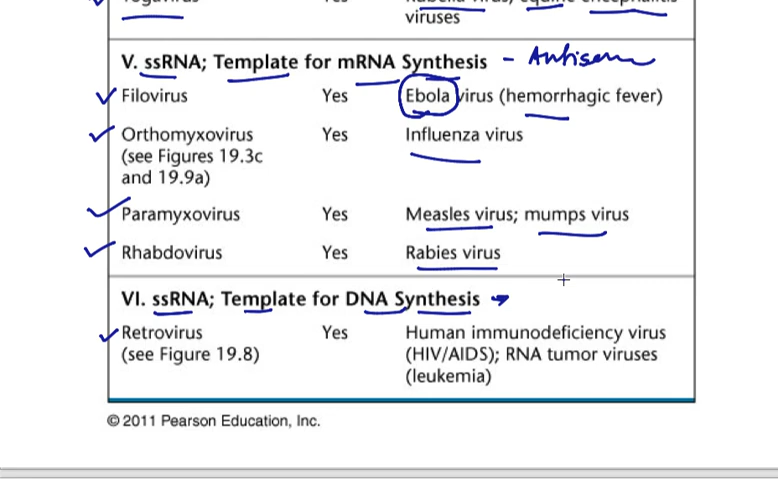 viruses
V. ssRNA; Template for mRNA Synthesis - Antisense
Filovirus Yes Ebola virus (hemorrhagic fever)
Orthomyxovirus Yes Influenza virus
(see Figures 19.3c
and 19.9a)
Paramyxovirus Yes Measles virus; mumps virus
Rhabdovirus Yes Rabies virus
VI. ssRNA; Template for DNA Synthesis
Retrovirus Yes Human immunodeficiency virus
(see Figure 19.8) (HIV/AIDS); RNA tumor viruses
(leukemia)
© 2011 Pearson Education, Inc.